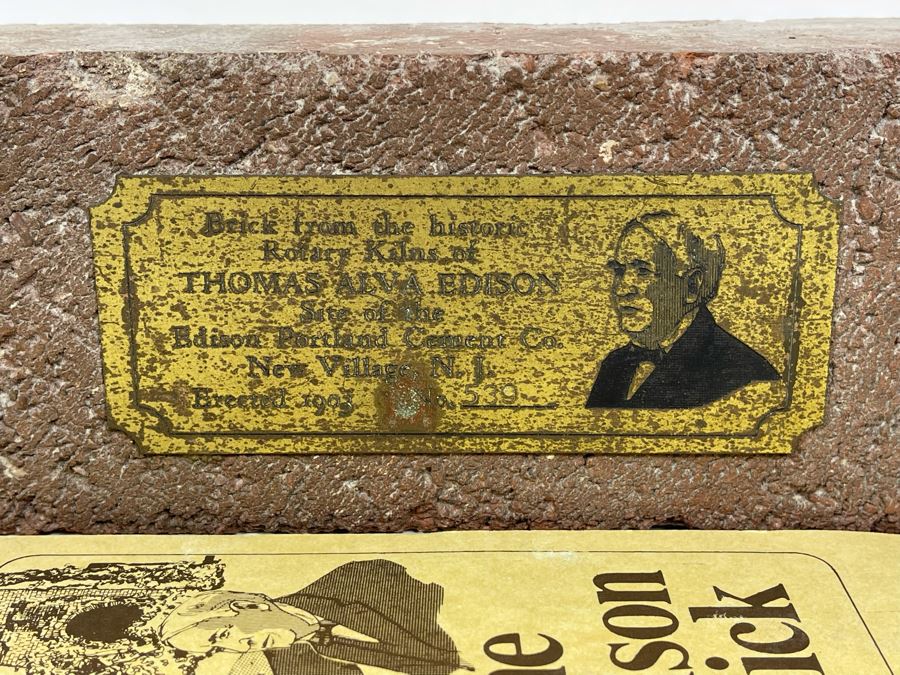 Brick from the historic
Rotary Kilns of
THOMAS ALVA EDISON
Site of the
Edison Portland Cement Co.
New Village, N. J.
Erected 1903 No. 539